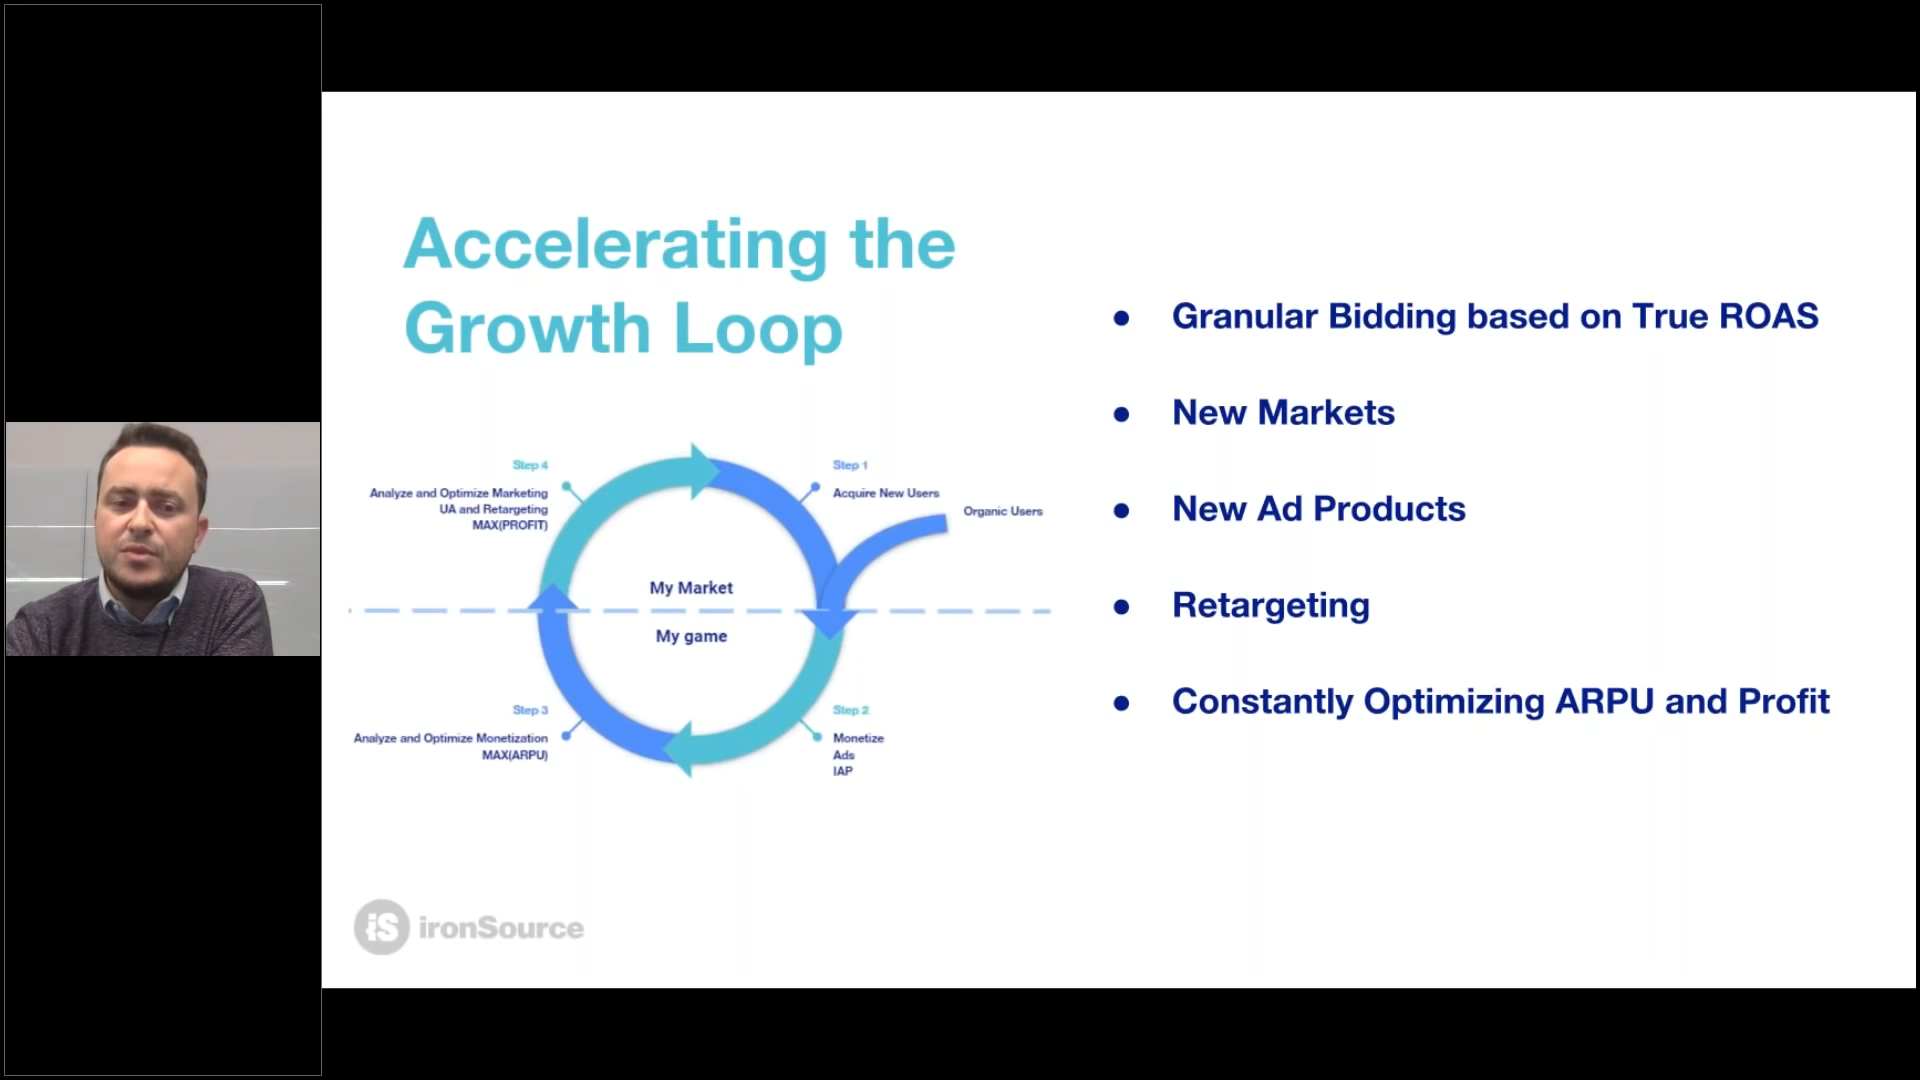 Accelerating the
Growth Loop
Step 4
Analyze and Optimize Marketing
UA and Retargeting
MAX(PROFIT)
Step 1
Acquire New Users
Organic Users
My Market
My game
Step 3
Analyze and Optimize Monetization
MAX(ARPU)
Step 2
Monetize
Ads
IAP
● Granular Bidding based on True ROAS
● New Markets
● New Ad Products
● Retargeting
● Constantly Optimizing ARPU and Profit
iS ironSource